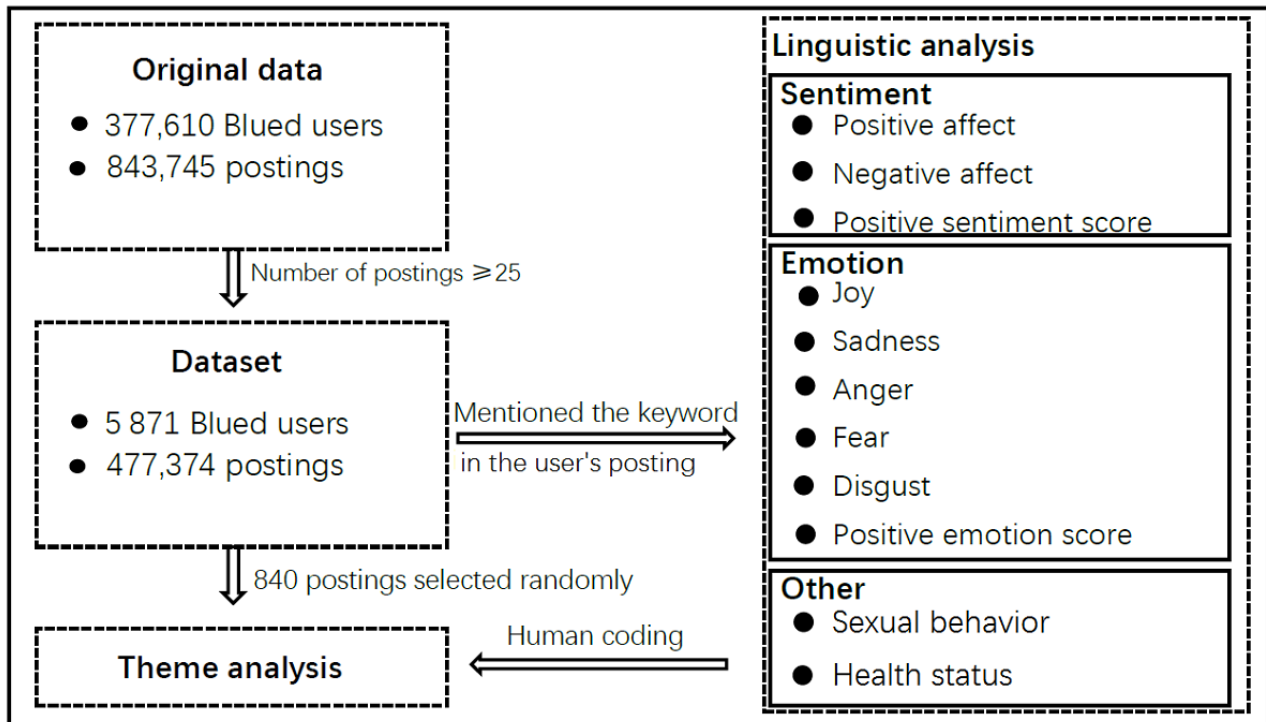 Original data
● 377,610 Blued users
● 843,745 postings
Number of postings ≥25
Dataset
● 5 871 Blued users
● 477,374 postings
Mentioned the keyword
in the user's posting
840 postings selected randomly
Theme analysis
Human coding
Linguistic analysis
Sentiment
● Positive affect
● Negative affect
● Positive sentiment score
Emotion
● Joy
● Sadness
● Anger
● Fear
● Disgust
● Positive emotion score
Other
● Sexual behavior
● Health status